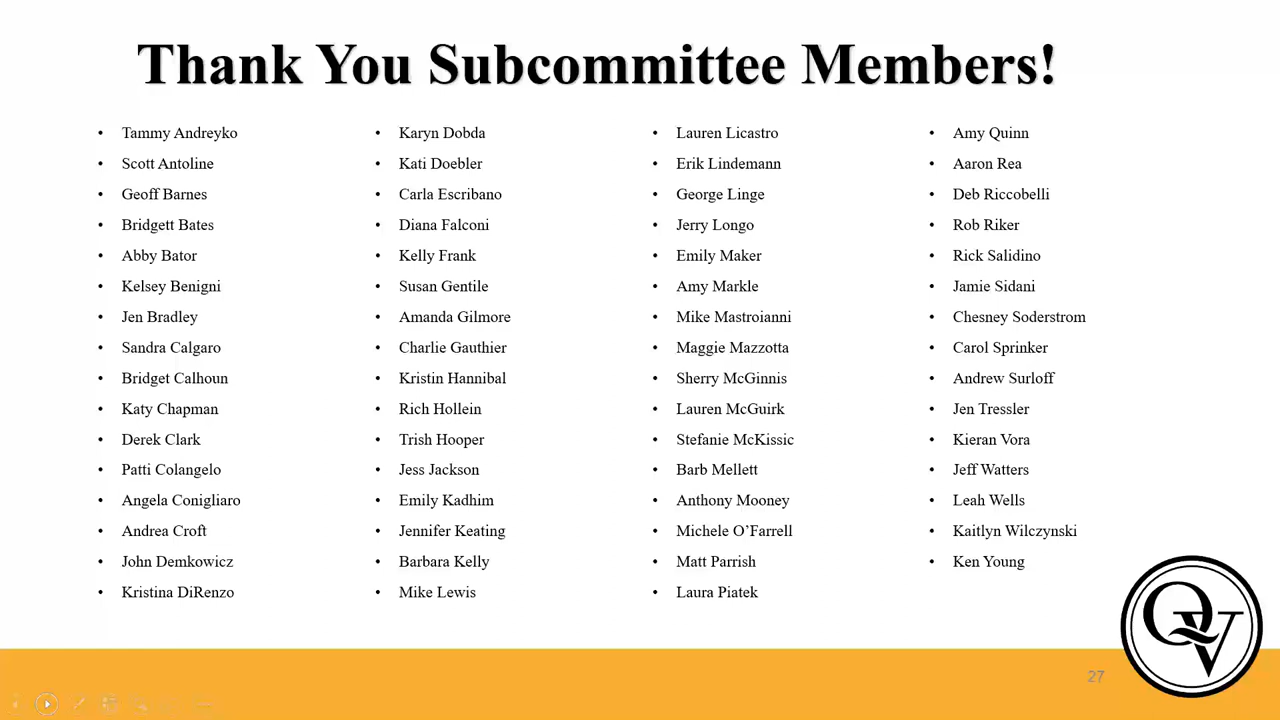 Thank You Subcommittee Members!
• Tammy Andreyko
• Scott Antoline
• Geoff Barnes
• Bridgett Bates
• Abby Bator
• Kelsey Benigni
• Jen Bradley
• Sandra Calgaro
• Bridget Calhoun
• Katy Chapman
• Derek Clark
• Patti Colangelo
• Angela Conigliaro
• Andrea Croft
• John Demkowicz
• Kristina DiRenzo
• Karyn Dobda
• Kati Doebler
• Carla Escribano
• Diana Falconi
• Kelly Frank
• Susan Gentile
• Amanda Gilmore
• Charlie Gauthier
• Kristin Hannibal
• Rich Hollein
• Trish Hooper
• Jess Jackson
• Emily Kadhim
• Jennifer Keating
• Barbara Kelly
• Mike Lewis
• Lauren Licastro
• Erik Lindemann
• George Linge
• Jerry Longo
• Emily Maker
• Amy Markle
• Mike Mastroianni
• Maggie Mazzotta
• Sherry McGinnis
• Lauren McGuirk
• Stefanie McKissic
• Barb Mellett
• Anthony Mooney
• Michele O’Farrell
• Matt Parrish
• Laura Piatek
• Amy Quinn
• Aaron Rea
• Deb Riccobelli
• Rob Riker
• Rick Salidino
• Jamie Sidani
• Chesney Soderstrom
• Carol Sprinker
• Andrew Surloff
• Jen Tressler
• Kieran Vora
• Jeff Watters
• Leah Wells
• Kaitlyn Wilczynski
• Ken Young
QV
27